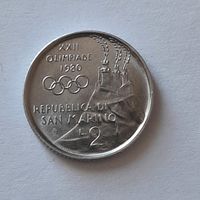 XXII
OLIMPIADE
1980
REPUBBLICA DI
SAN MARINO
L. 2